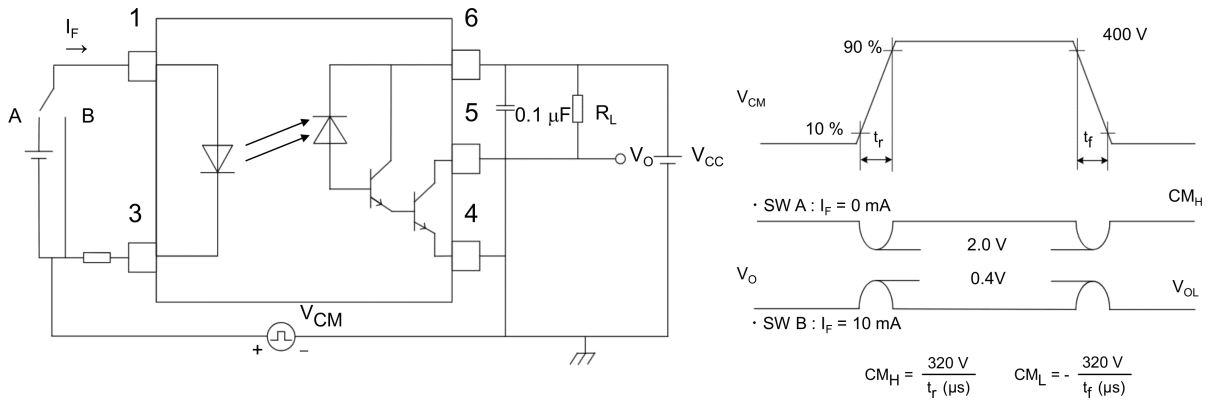 1
6
I_F
→
A
B
5
0.1 μF
R_L
V_O
V_CC
3
4
V_CM
+
−
90 %
400 V
V_CM
10 %
t_r
t_f
CM_H
・SW A : I_F = 0 mA
2.0 V
V_O
0.4V
V_OL
・SW B : I_F = 10 mA
CM_H = 320 V / t_r (μs)
CM_L = - 320 V / t_f (μs)